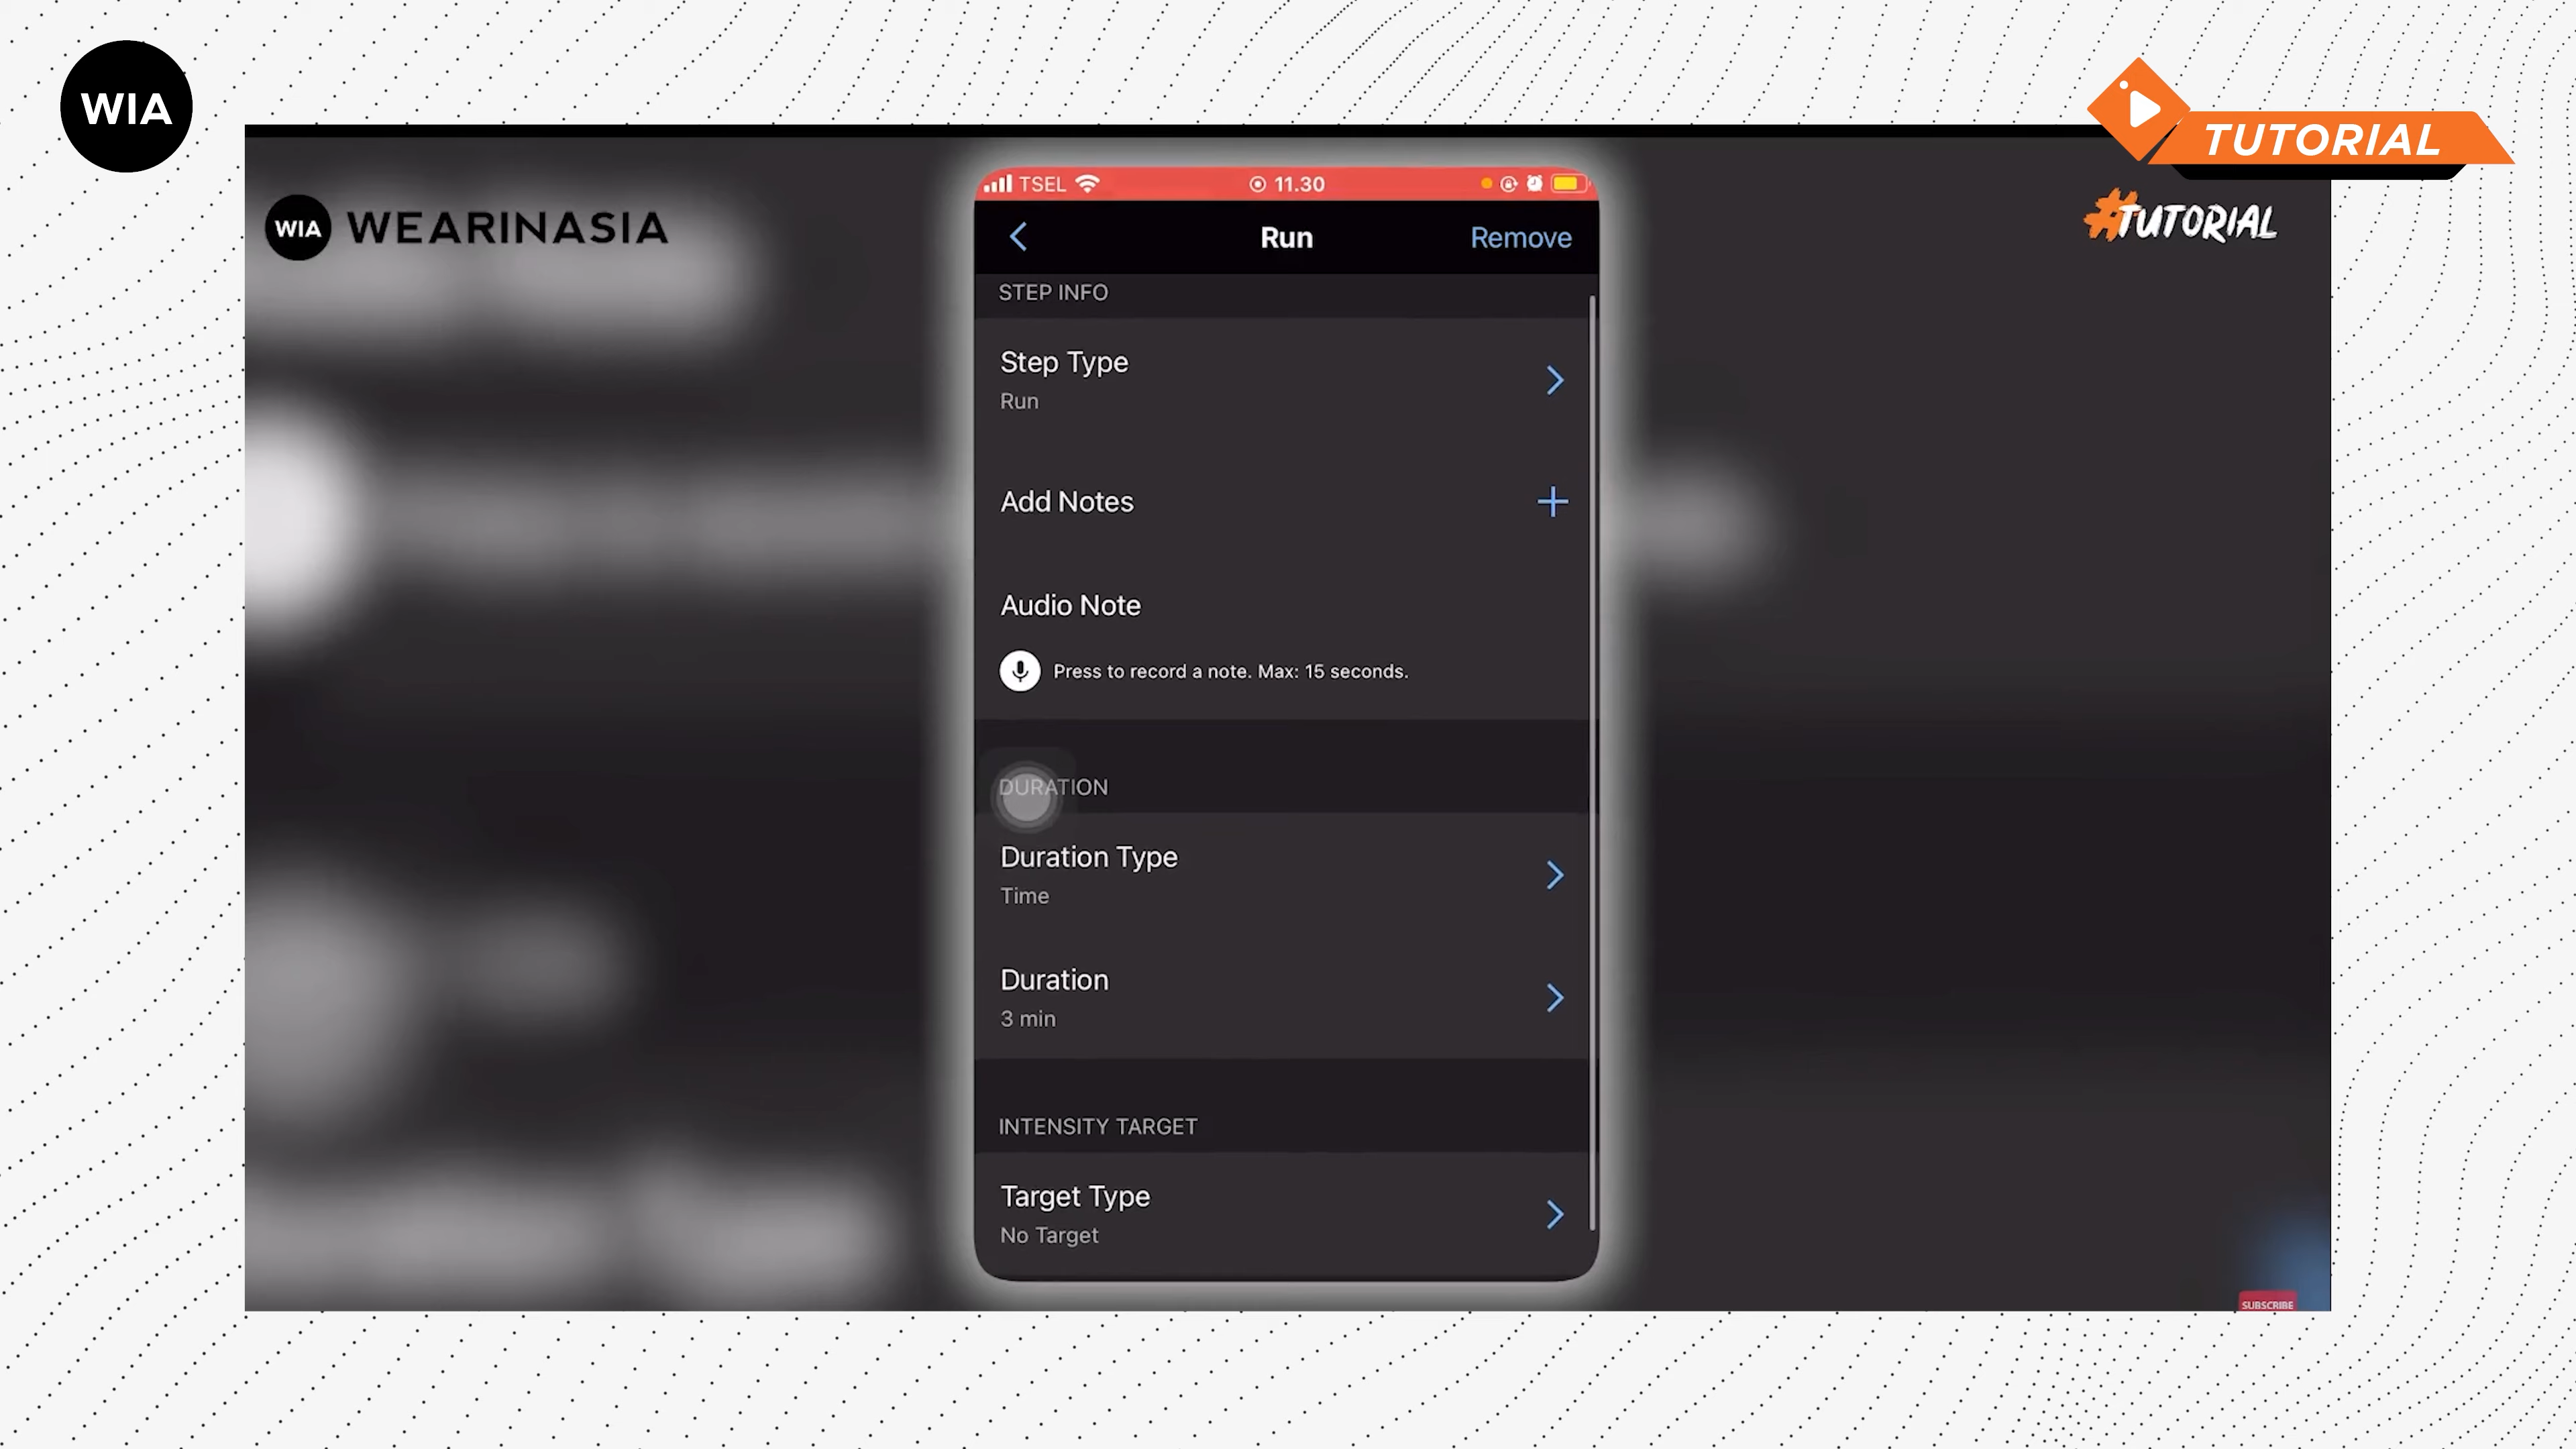 WIA
TUTORIAL
WIA WEARINASIA
#TUTORIAL
TSEL 11.30
Run Remove
STEP INFO
Step Type
Run
Add Notes
Audio Note
Press to record a note. Max: 15 seconds.
DURATION
Duration Type
Time
Duration
3 min
INTENSITY TARGET
Target Type
No Target
SUBSCRIBE